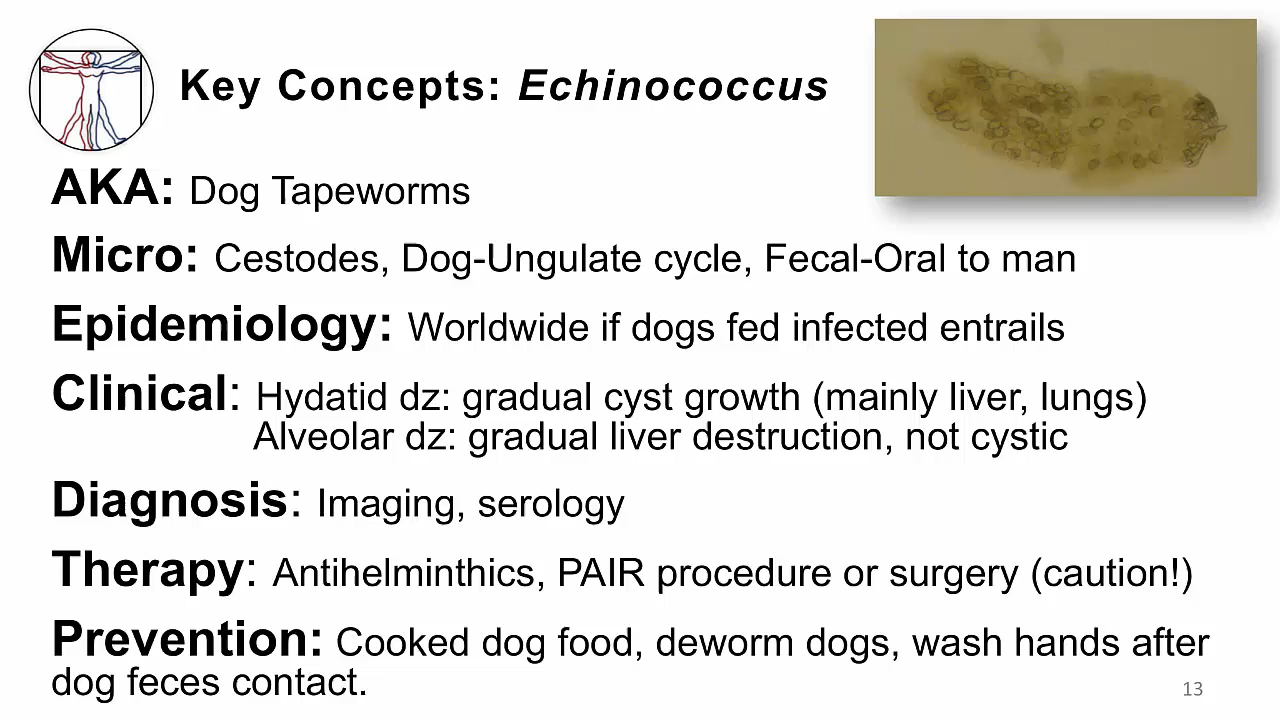 Key Concepts: Echinococcus
AKA: Dog Tapeworms
Micro: Cestodes, Dog-Ungulate cycle, Fecal-Oral to man
Epidemiology: Worldwide if dogs fed infected entrails
Clinical: Hydatid dz: gradual cyst growth (mainly liver, lungs)
Alveolar dz: gradual liver destruction, not cystic
Diagnosis: Imaging, serology
Therapy: Antihelminthics, PAIR procedure or surgery (caution!)
Prevention: Cooked dog food, deworm dogs, wash hands after
dog feces contact.
13